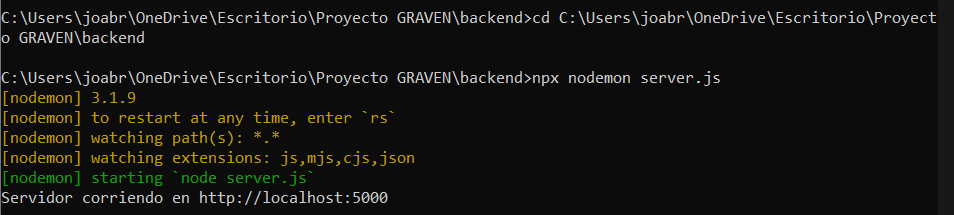 C:\Users\joabr\OneDrive\Escritorio\Proyecto GRAVEN\backend>cd C:\Users\joabr\OneDrive\Escritorio\Proyect
o GRAVEN\backend
C:\Users\joabr\OneDrive\Escritorio\Proyecto GRAVEN\backend>npx nodemon server.js
[nodemon] 3.1.9
[nodemon] to restart at any time, enter `rs`
[nodemon] watching path(s): *.*
[nodemon] watching extensions: js,mjs,cjs,json
[nodemon] starting `node server.js`
Servidor corriendo en http://localhost:5000